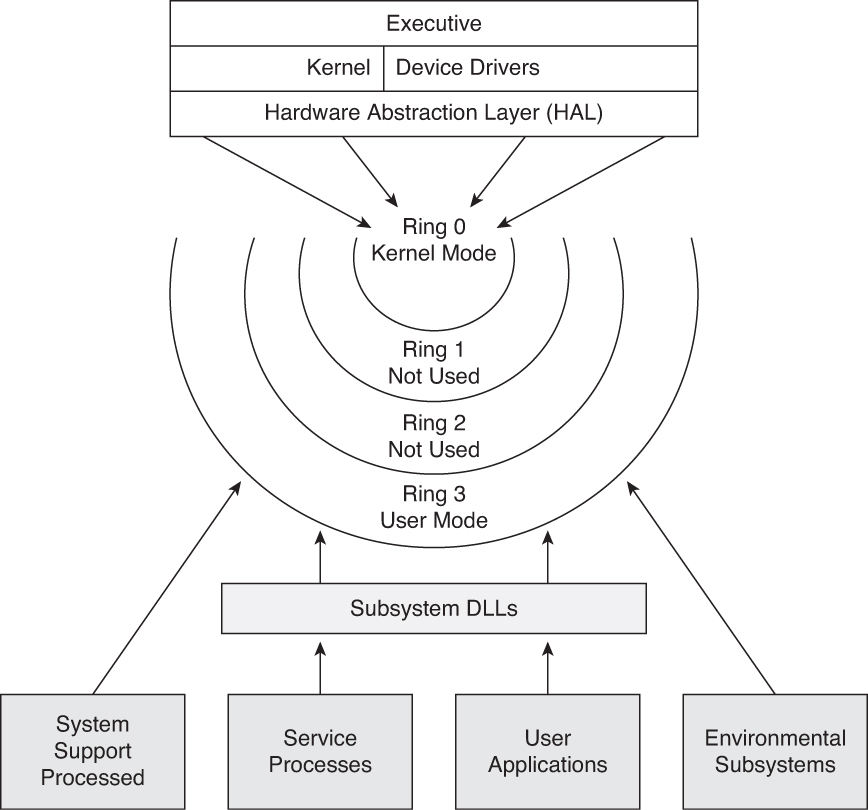 Executive
Kernel
Device Drivers
Hardware Abstraction Layer (HAL)
Ring 0
Kernel Mode
Ring 1
Not Used
Ring 2
Not Used
Ring 3
User Mode
Subsystem DLLs
System
Support
Processed
Service
Processes
User
Applications
Environmental
Subsystems